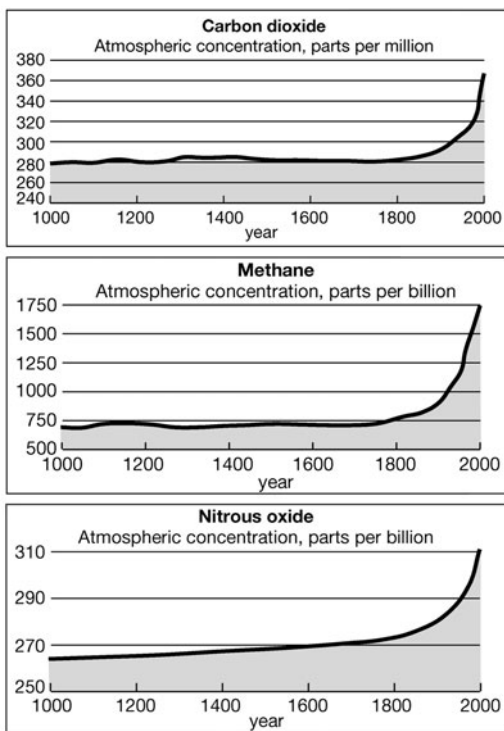 Carbon dioxide
Atmospheric concentration, parts per million
380
360
340
320
300
280
260
240
1000 1200 1400 1600 1800 2000
year
Methane
Atmospheric concentration, parts per billion
1750
1500
1250
1000
750
500
1000 1200 1400 1600 1800 2000
year
Nitrous oxide
Atmospheric concentration, parts per billion
310
290
270
250
1000 1200 1400 1600 1800 2000
year